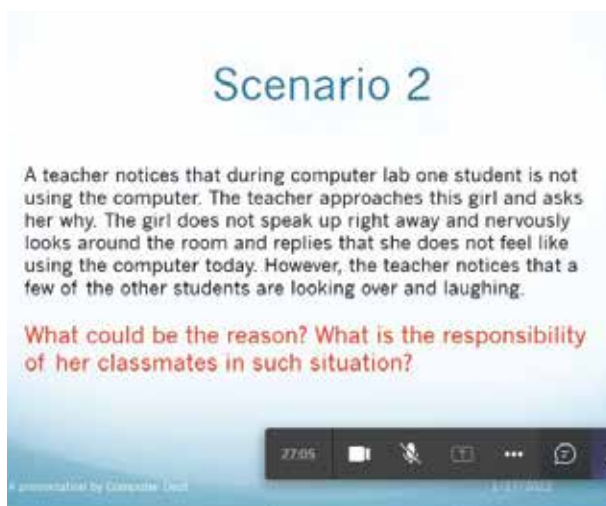 Scenario 2
A teacher notices that during computer lab one student is not
using the computer. The teacher approaches this girl and asks
her why. The girl does not speak up right away and nervously
looks around the room and replies that she does not feel like
using the computer today. However, the teacher notices that a
few of the other students are looking over and laughing.
What could be the reason? What is the responsibility
of her classmates in such situation?
27:05
A presentation by Computer Dept